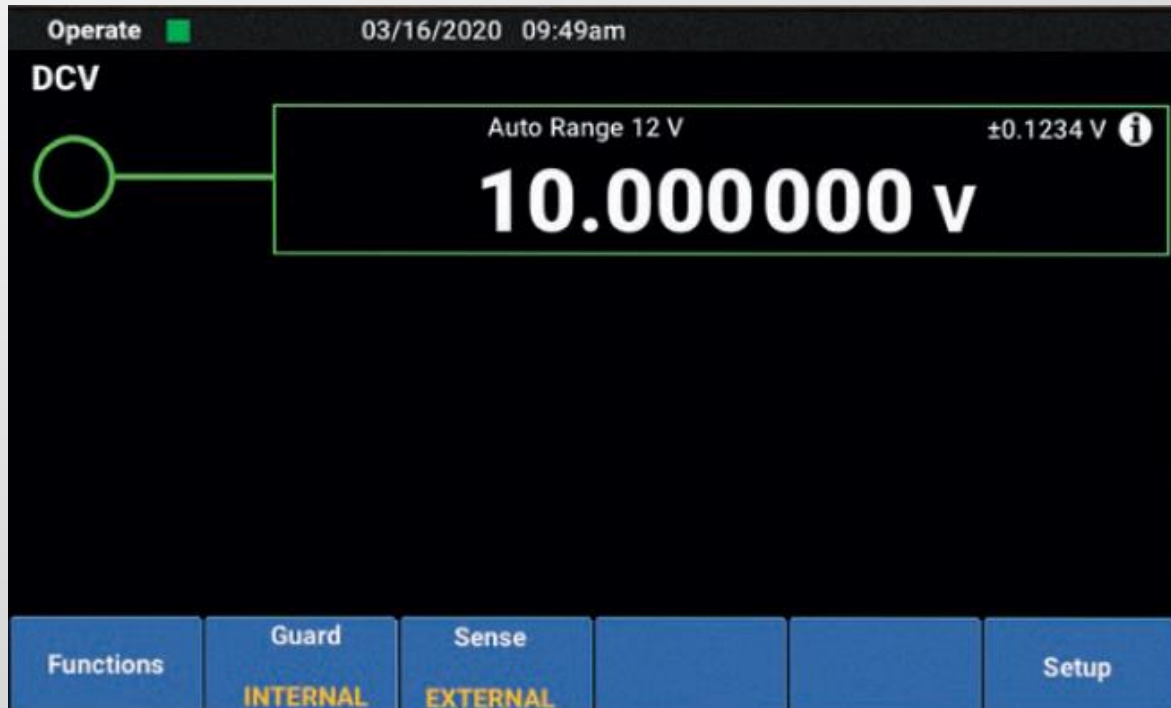 Operate 03/16/2020 09:49am
DCV
Auto Range 12 V ±0.1234 V i
10.000000 V
Functions Guard Sense Setup
INTERNAL EXTERNAL